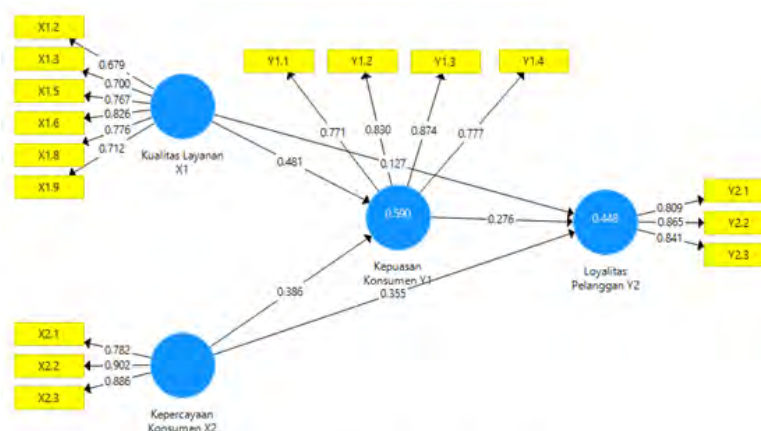 X1.2
X1.3
X1.5
X1.6
X1.8
X1.9
0.679
0.700
0.767
0.826
0.776
0.712
Kualitas Layanan
X1
Y1.1
Y1.2
Y1.3
Y1.4
0.771
0.830
0.874
0.777
0.481
0.127
0.590
Kepuasan
Konsumen Y1
0.276
0.386
0.355
0.448
Loyalitas
Pelanggan Y2
0.809
0.865
0.841
Y2.1
Y2.2
Y2.3
X2.1
X2.2
X2.3
0.782
0.902
0.886
Kepercayaan
Konsumen X2